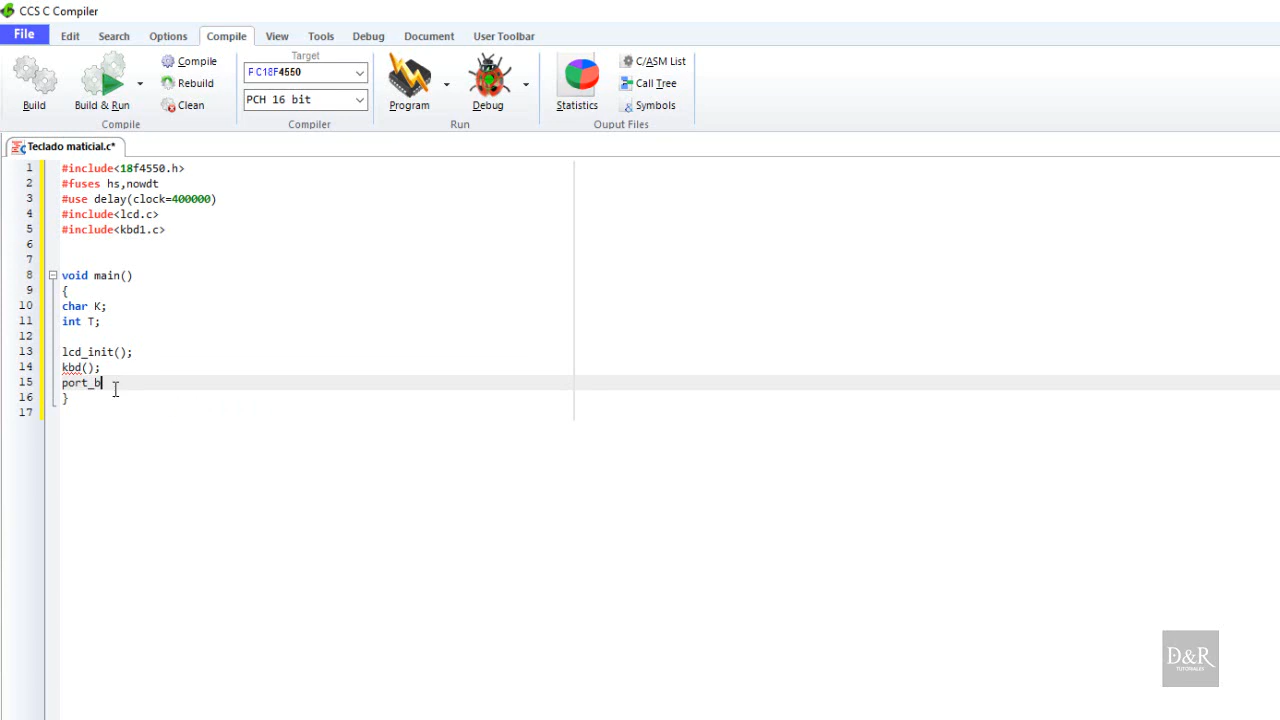 CCS C Compiler
File Edit Search Options Compile View Tools Debug Document User Toolbar
Build
Build & Run
Compile
Rebuild
Clean
Compile
Target
PCH 16 bit
Compiler
Program
Debug
Run
Statistics
C/ASM List
Call Tree
Symbols
Ouput Files
Teclado maticial.c*
1 #include<18f4550.h>
2 #fuses hs,nowdt
3 #use delay(clock=400000)
4 #include<lcd.c>
5 #include<kbd1.c>
6
7
8 void main()
9 {
10 char K;
11 int T;
12
13 lcd_init();
14 kbd();
15 port_b
16 }
17
D&R
TUTORIALES